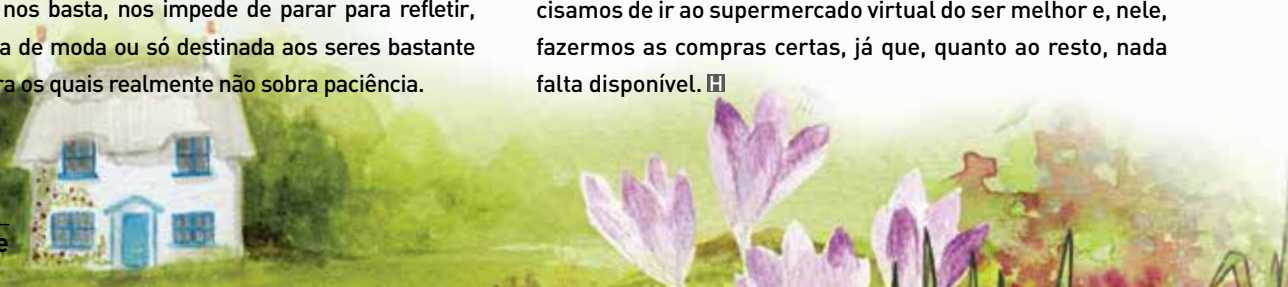 nos basta, nos impede de parar para refletir,
a de moda ou só destinada aos seres bastante
ra os quais realmente não sobra paciência.
e
cisamos de ir ao supermercado virtual do ser melhor e, nele,
fazermos as compras certas, já que, quanto ao resto, nada
falta disponível. H